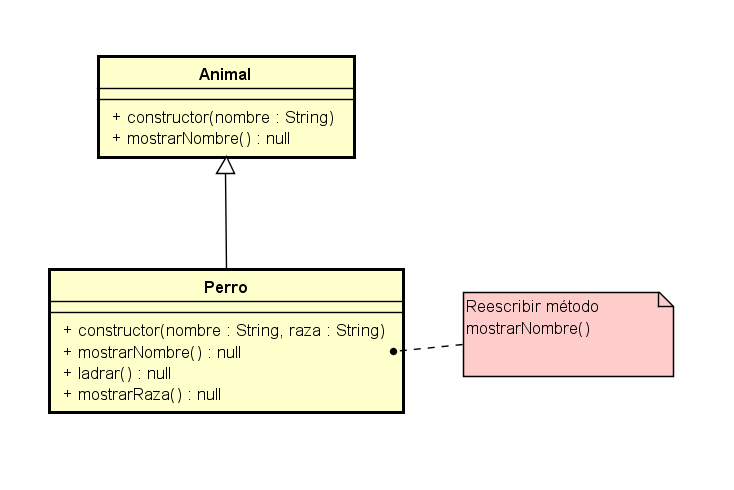 Animal
+ constructor(nombre : String)
+ mostrarNombre() : null
Perro
+ constructor(nombre : String, raza : String)
+ mostrarNombre() : null
+ ladrar() : null
+ mostrarRaza() : null
Reescribir método
mostrarNombre()